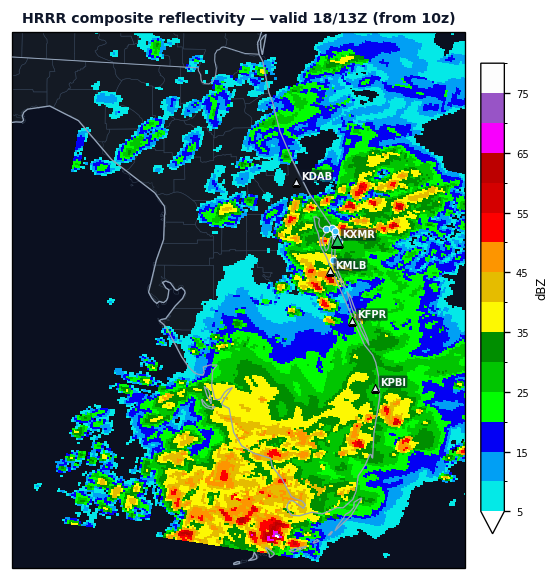 HRRR composite reflectivity — valid 18/13Z (from 10z)
KDAB
KXMR
KMLB
KFPR
KPBI
75
65
55
45
35
25
15
5
dBZ